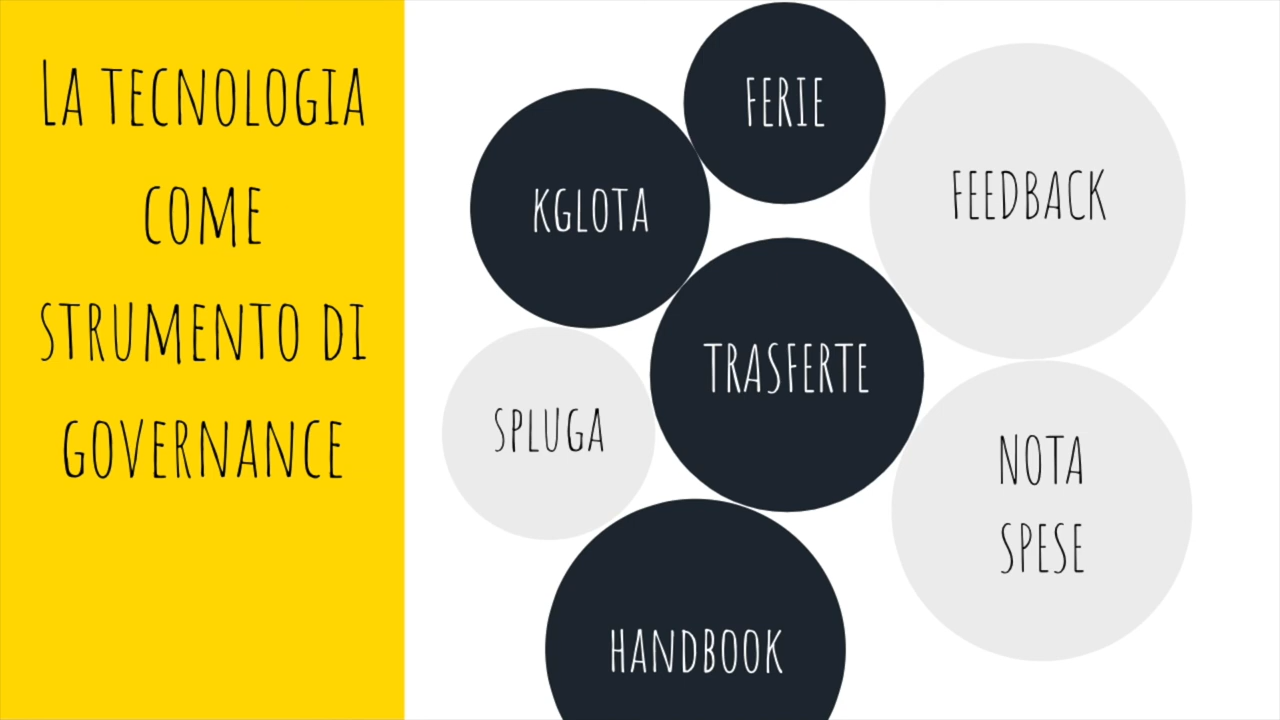 La tecnologia
come
strumento di
governance
FERIE
KGLOTA
FEEDBACK
TRASFERTE
SPLUGA
NOTA
SPESE
HANDBOOK